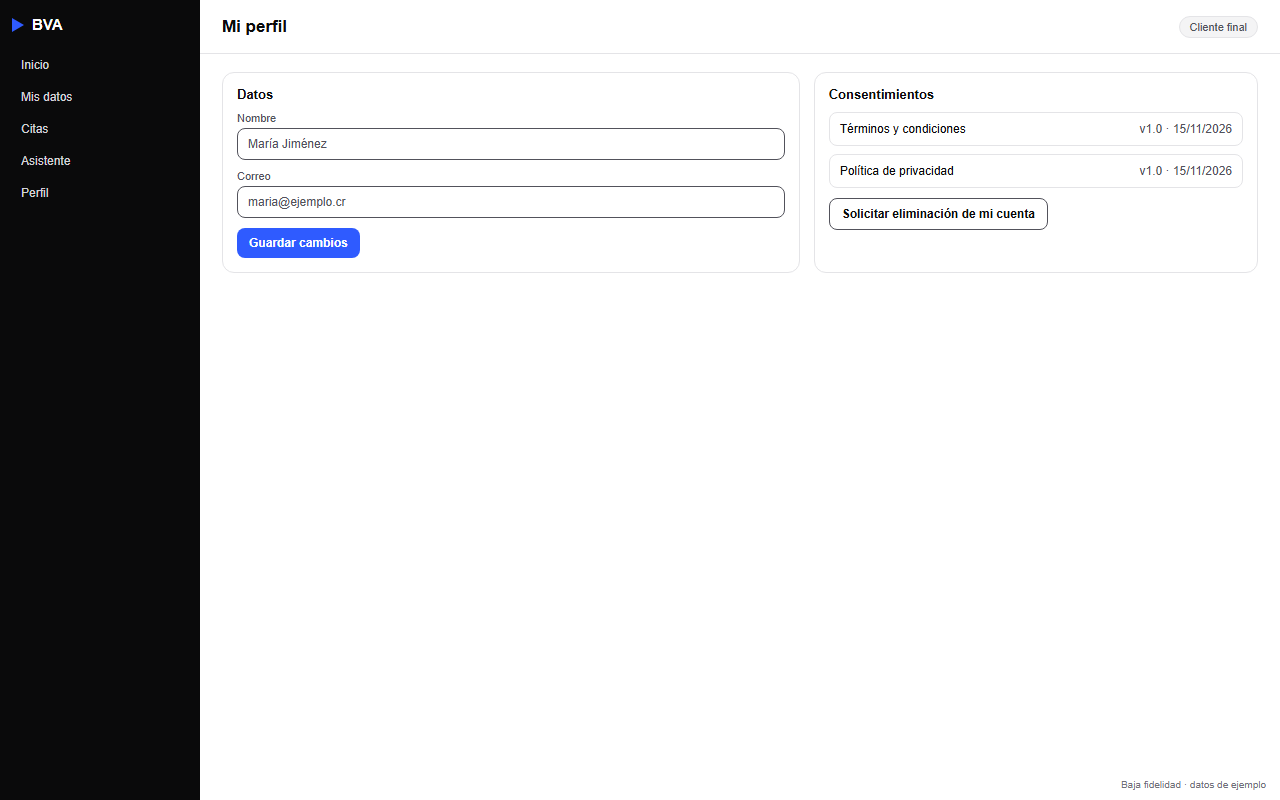 BVA
Inicio
Mis datos
Citas
Asistente
Perfil
Mi perfil
Cliente final
Datos
Nombre
María Jiménez
Correo
maria@ejemplo.cr
Guardar cambios
Consentimientos
Términos y condiciones v1.0 · 15/11/2026
Política de privacidad v1.0 · 15/11/2026
Solicitar eliminación de mi cuenta
Baja fidelidad · datos de ejemplo